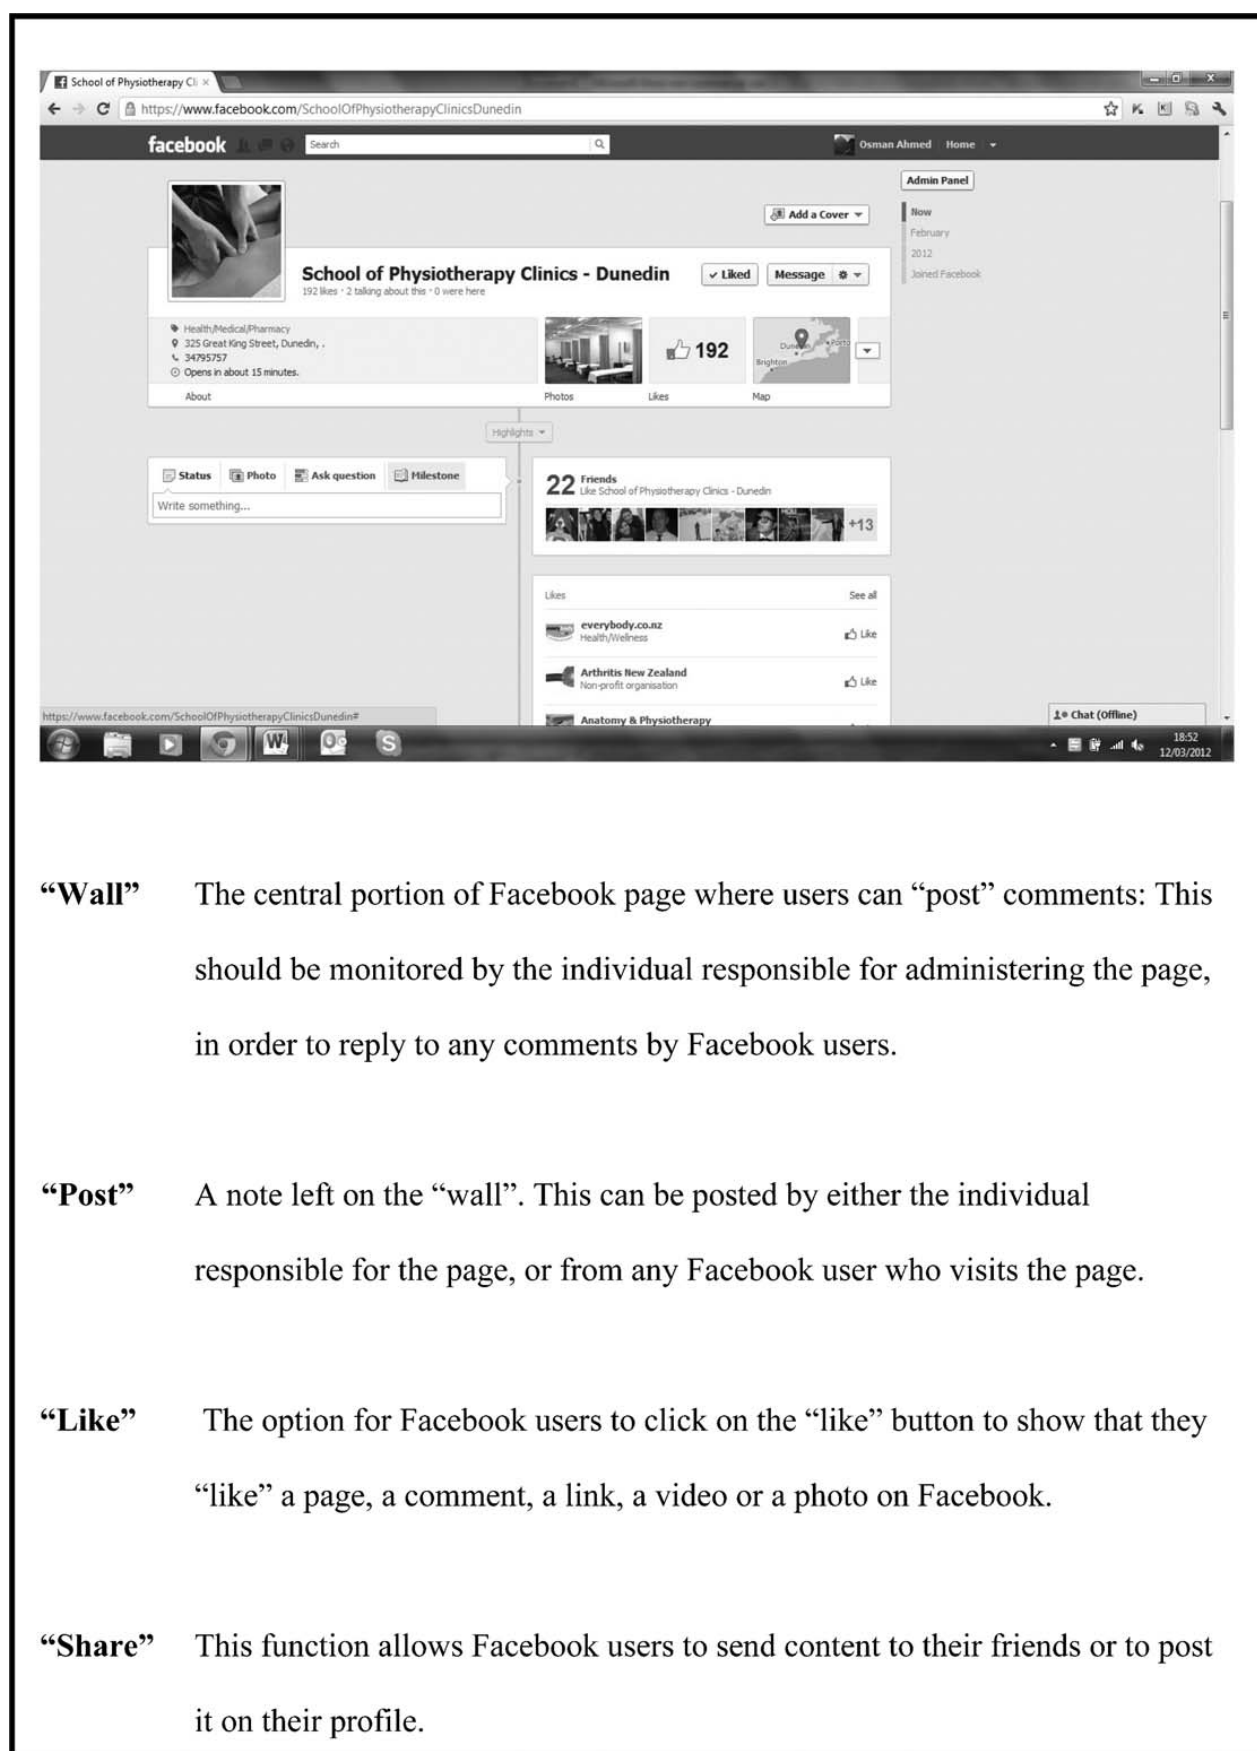 School of Physiotherapy Cli ×
https://www.facebook.com/SchoolOfPhysiotherapyClinicsDunedin
facebook Search Osman Ahmed Home
Admin Panel
Add a Cover
Now
February
2012
Joined Facebook
School of Physiotherapy Clinics - Dunedin
192 likes · 2 talking about this · 0 were here
✓ Liked Message
Health/Medical/Pharmacy
325 Great King Street, Dunedin, .
34795757
Opens in about 15 minutes.
192
Dunedin Porto
Brighton
About Photos Likes Map
Highlights
Status Photo Ask question Milestone
Write something...
22 Friends
Like School of Physiotherapy Clinics - Dunedin
+13
Likes See all
everybody.co.nz
Health/Wellness
Like
Arthritis New Zealand
Non-profit organisation
Like
Anatomy & Physiotherapy
https://www.facebook.com/SchoolOfPhysiotherapyClinicsDunedin#
Chat (Offline)
18:52
12/03/2012
“Wall” The central portion of Facebook page where users can “post” comments: This
should be monitored by the individual responsible for administering the page,
in order to reply to any comments by Facebook users.
“Post” A note left on the “wall”. This can be posted by either the individual
responsible for the page, or from any Facebook user who visits the page.
“Like” The option for Facebook users to click on the “like” button to show that they
“like” a page, a comment, a link, a video or a photo on Facebook.
“Share” This function allows Facebook users to send content to their friends or to post
it on their profile.